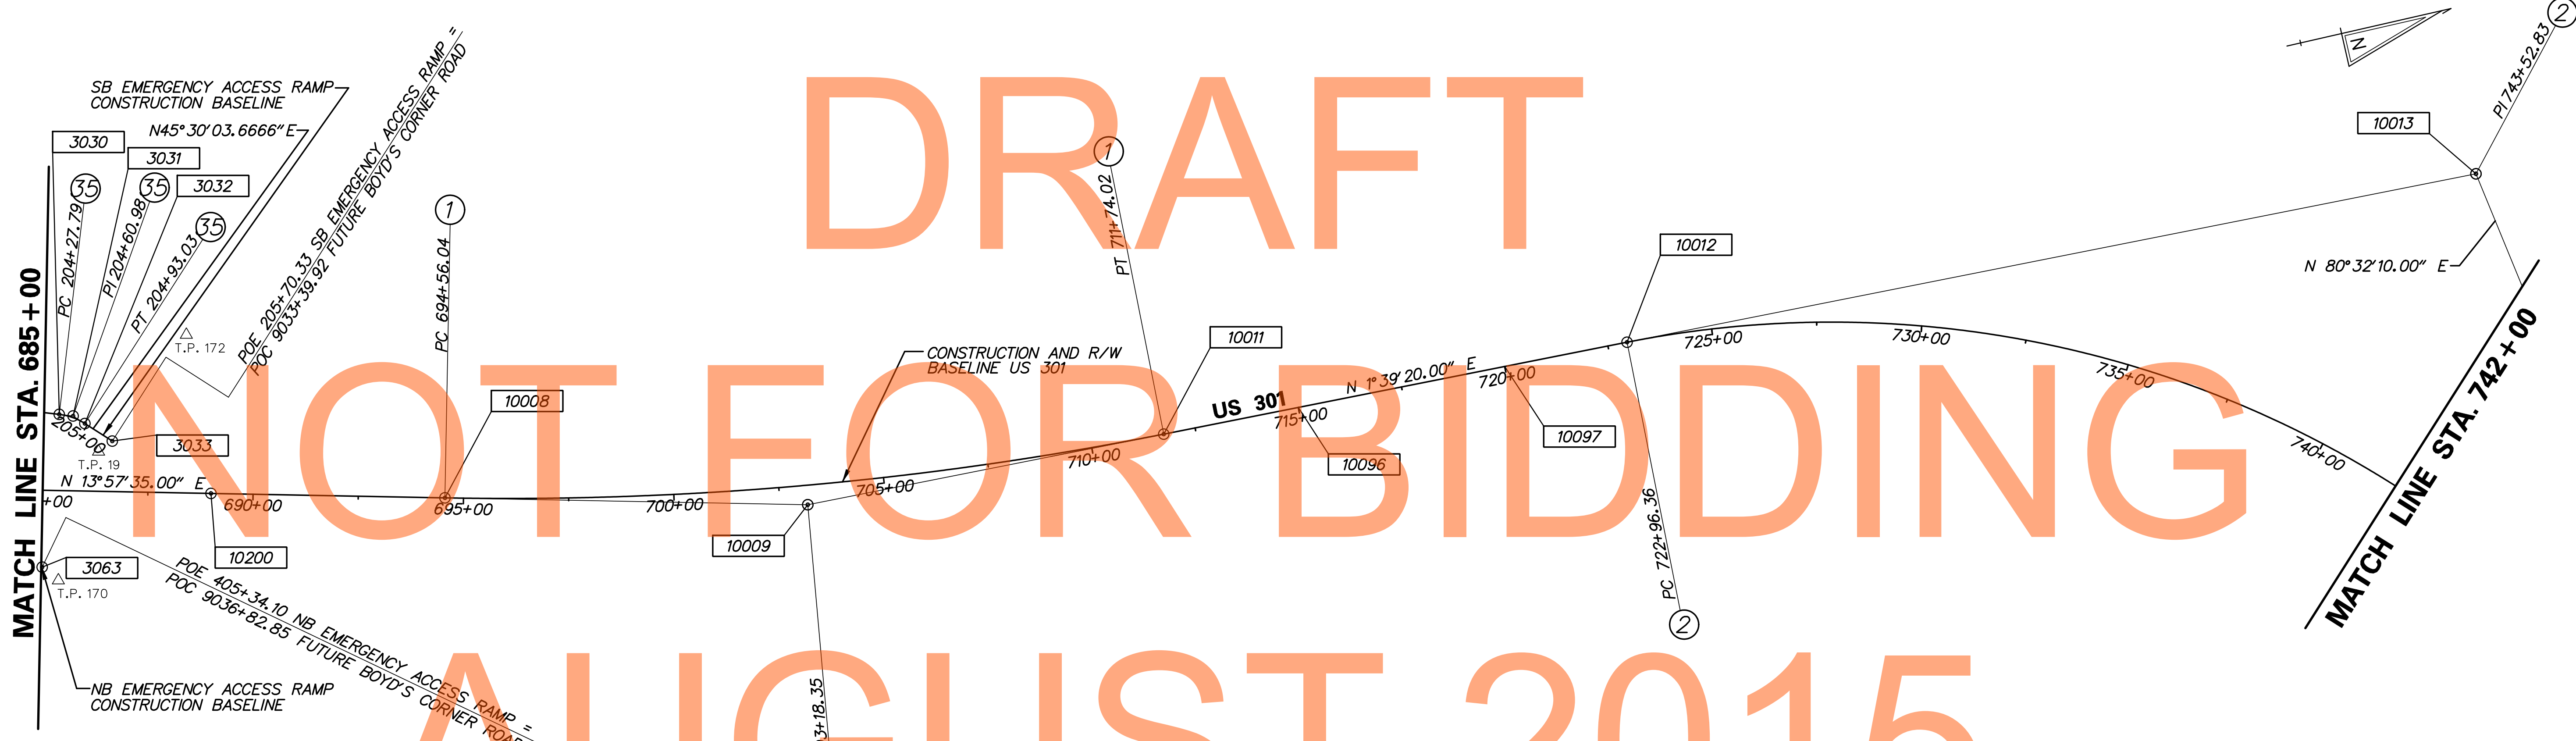 DRAFT
NOT FOR BIDDING
AUGUST 2015
SB EMERGENCY ACCESS RAMP
CONSTRUCTION BASELINE
N45°30'03.6666" E
3030
3031
3032
35
35
35
PC 204+27.79
PI 204+60.98
PT 204+93.03
POE 205+70.33 SB EMERGENCY ACCESS RAMP =
POC 9033+39.92 FUTURE BOYD'S CORNER ROAD
T.P. 172
205+00
3033
T.P. 19
MATCH LINE STA. 685+00
N 13°57'35.00" E
+00
690+00
10200
3063
T.P. 170
POE 405+34.10 NB EMERGENCY ACCESS RAMP =
POC 9036+82.85 FUTURE BOYD'S CORNER ROAD
NB EMERGENCY ACCESS RAMP
CONSTRUCTION BASELINE
1
PC 694+56.04
10008
695+00
700+00
10009
3+18.35
CONSTRUCTION AND R/W
BASELINE US 301
705+00
710+00
1
PT 711+74.02
10011
US 301
715+00
10096
N 1°39'20.00" E
720+00
10097
10012
PC 722+96.36
2
725+00
730+00
735+00
740+00
N
10013
PI 743+52.83
2
N 80°32'10.00" E
MATCH LINE STA. 742+00